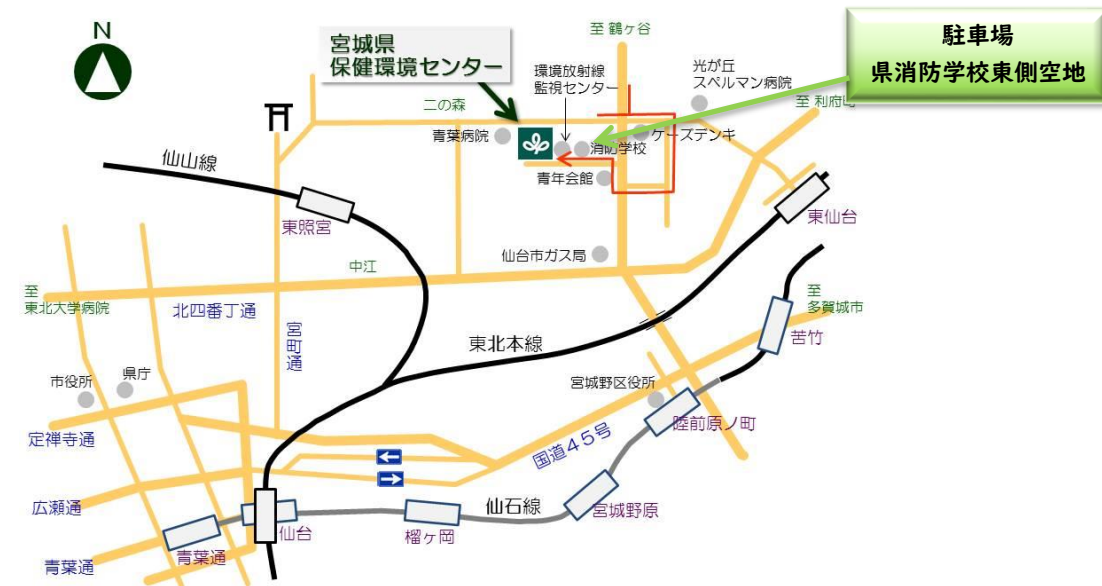 N
宮城県
保健環境センター
至 鶴ヶ谷
駐車場
県消防学校東側空地
環境放射線
監視センター
光が丘
スペルマン病院
二の森
至 利府町
青葉病院
消防学校
ケーズデンキ
仙山線
青年会館
東照宮
東仙台
仙台市ガス局
中江
至
東北大学病院
北四番丁通
宮町通
至
多賀城市
東北本線
苦竹
市役所
県庁
宮城野区役所
陸前原ノ町
定禅寺通
国道45号
広瀬通
仙石線
宮城野原
仙台
榴ヶ岡
青葉通
青葉通